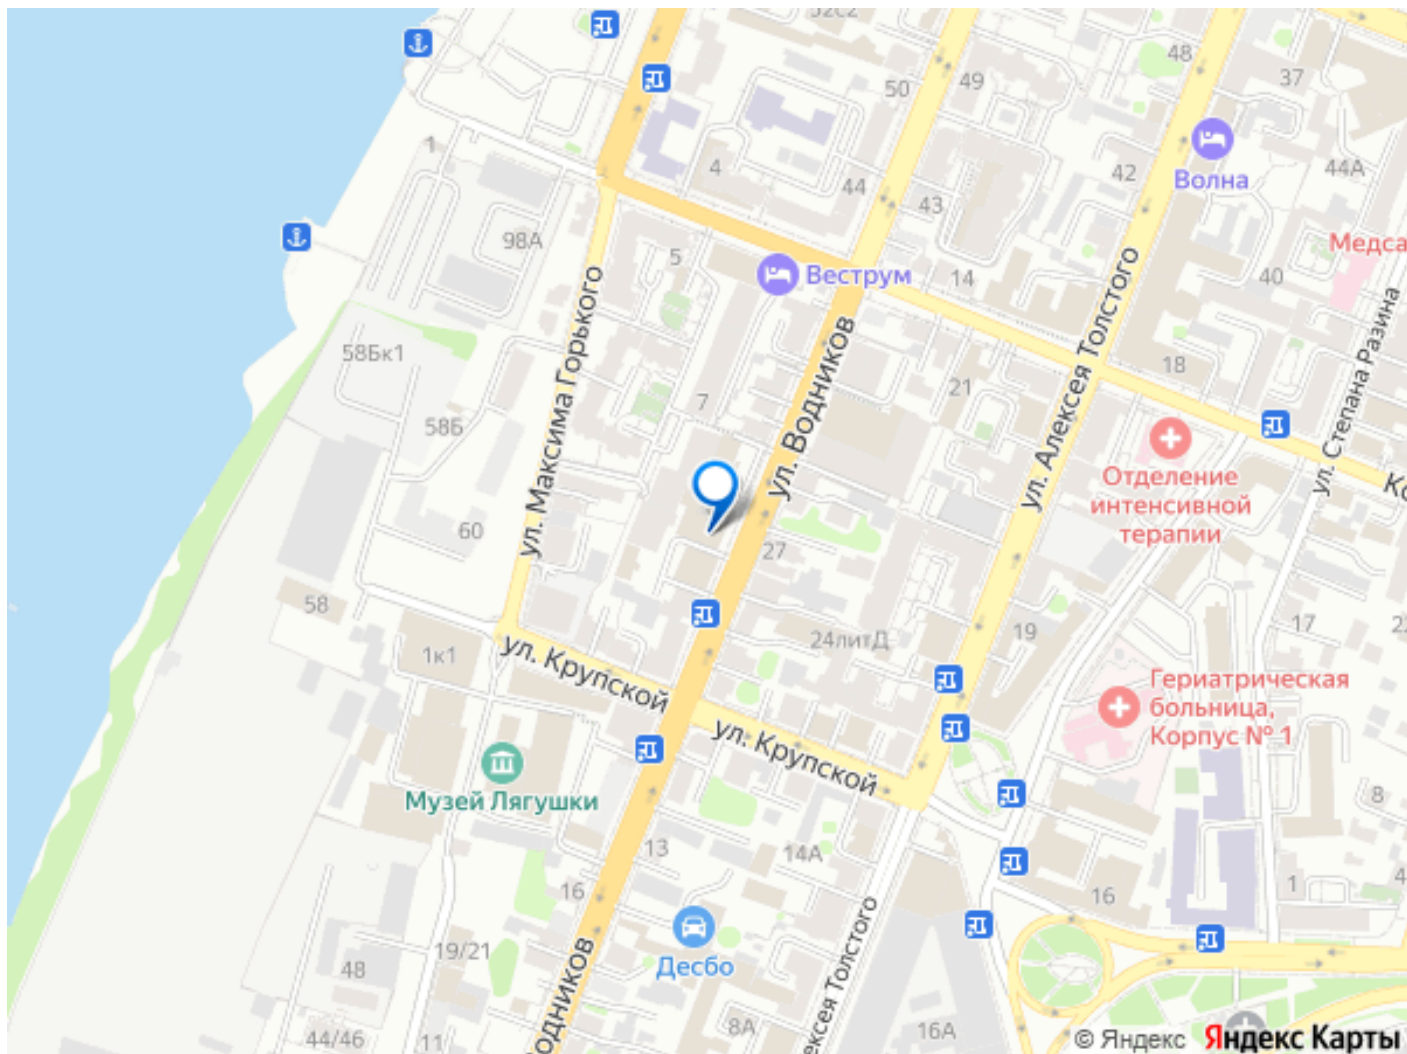 52с2
48
37
50
49
1
4
44А
42
44
Волна
43
98А
Медса
5
Веструм
14
40
ул. Максима Горького
ул. Водников
ул. Алексея Толстого
ул. Степана Разина
58Бк1
18
21
7
58Б
Отделение
интенсивной
терапии
Ко
60
27
58
17
22
19
24литД
1к1
ул. Крупской
Гериатрическая
больница,
Корпус № 1
ул. Крупской
Музей Лягушки
8
13
14А
16
1
4
16
19/21
Десбо
48
одников
ексея Толстого
8А
16А
44/46
11
© Яндекс Яндекс Карты